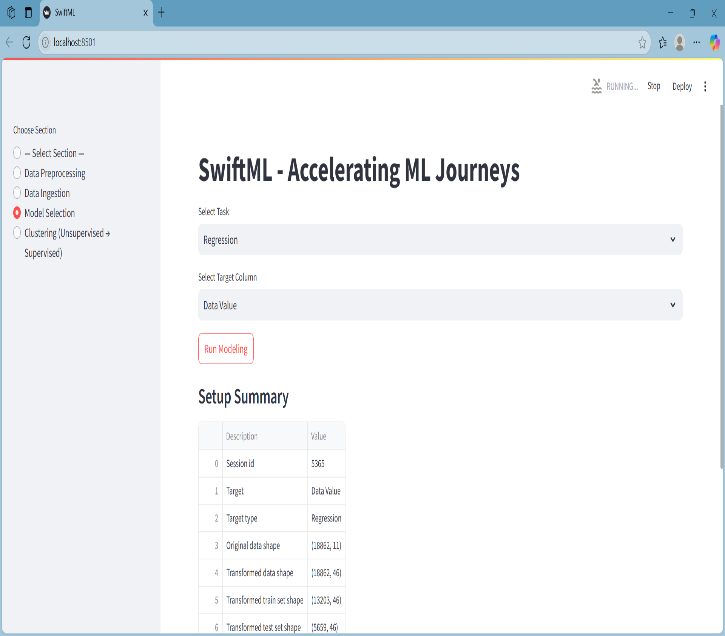 SwiftML
localhost:8501
RUNNING... Stop Deploy
Choose Section
— Select Section —
Data Preprocessing
Data Ingestion
Model Selection
Clustering (Unsupervised →
Supervised)
SwiftML - Accelerating ML Journeys
Select Task
Regression
Select Target Column
Data Value
Run Modeling
Setup Summary
Description Value
0 Session id 5365
1 Target Data Value
2 Target type Regression
3 Original data shape (18862, 11)
4 Transformed data shape (18862, 46)
5 Transformed train set shape (13203, 46)
6 Transformed test set shape (5659, 46)